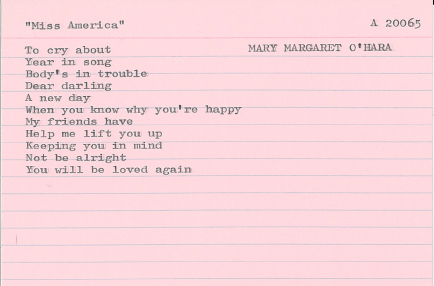 "Miss America" A 20065
To cry about MARY MARGARET O'HARA
Year in song
Body's in trouble
Dear darling
A new day
When you know why you're happy
My friends have
Help me lift you up
Keeping you in mind
Not be alright
You will be loved again